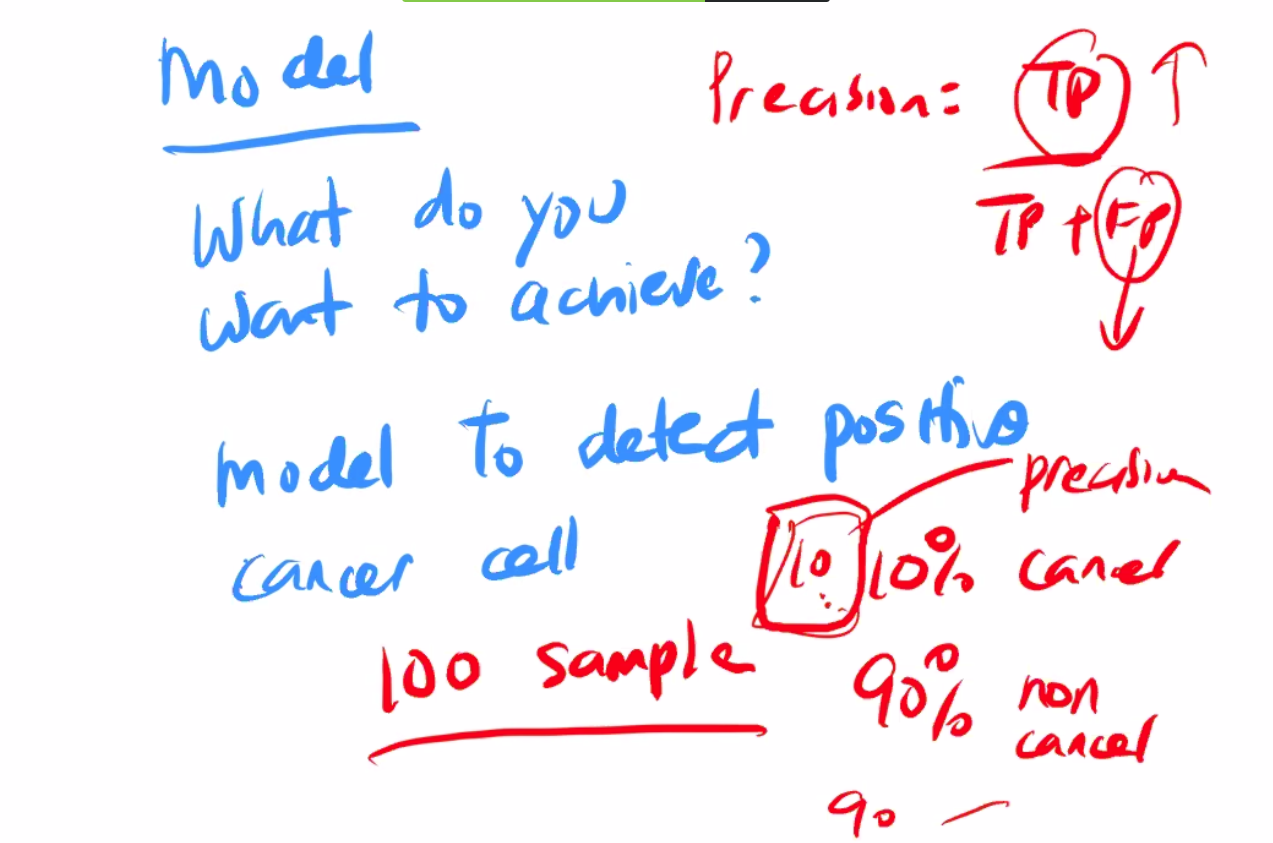 Model
Precision = TP ↑
TP + FP ↓
What do you
want to achieve?
model to detect positive
precision
cancer cell
10 10% cancer
100 sample
90% non
cancer
90 —